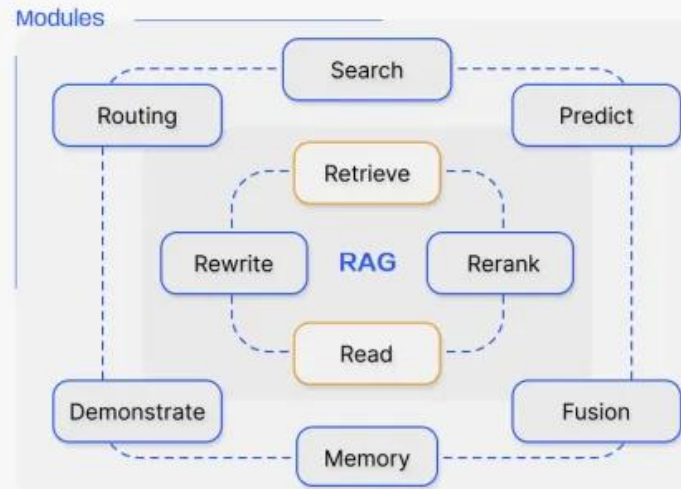 Modules
Search
Routing
Predict
Retrieve
Rewrite
RAG
Rerank
Read
Demonstrate
Fusion
Memory